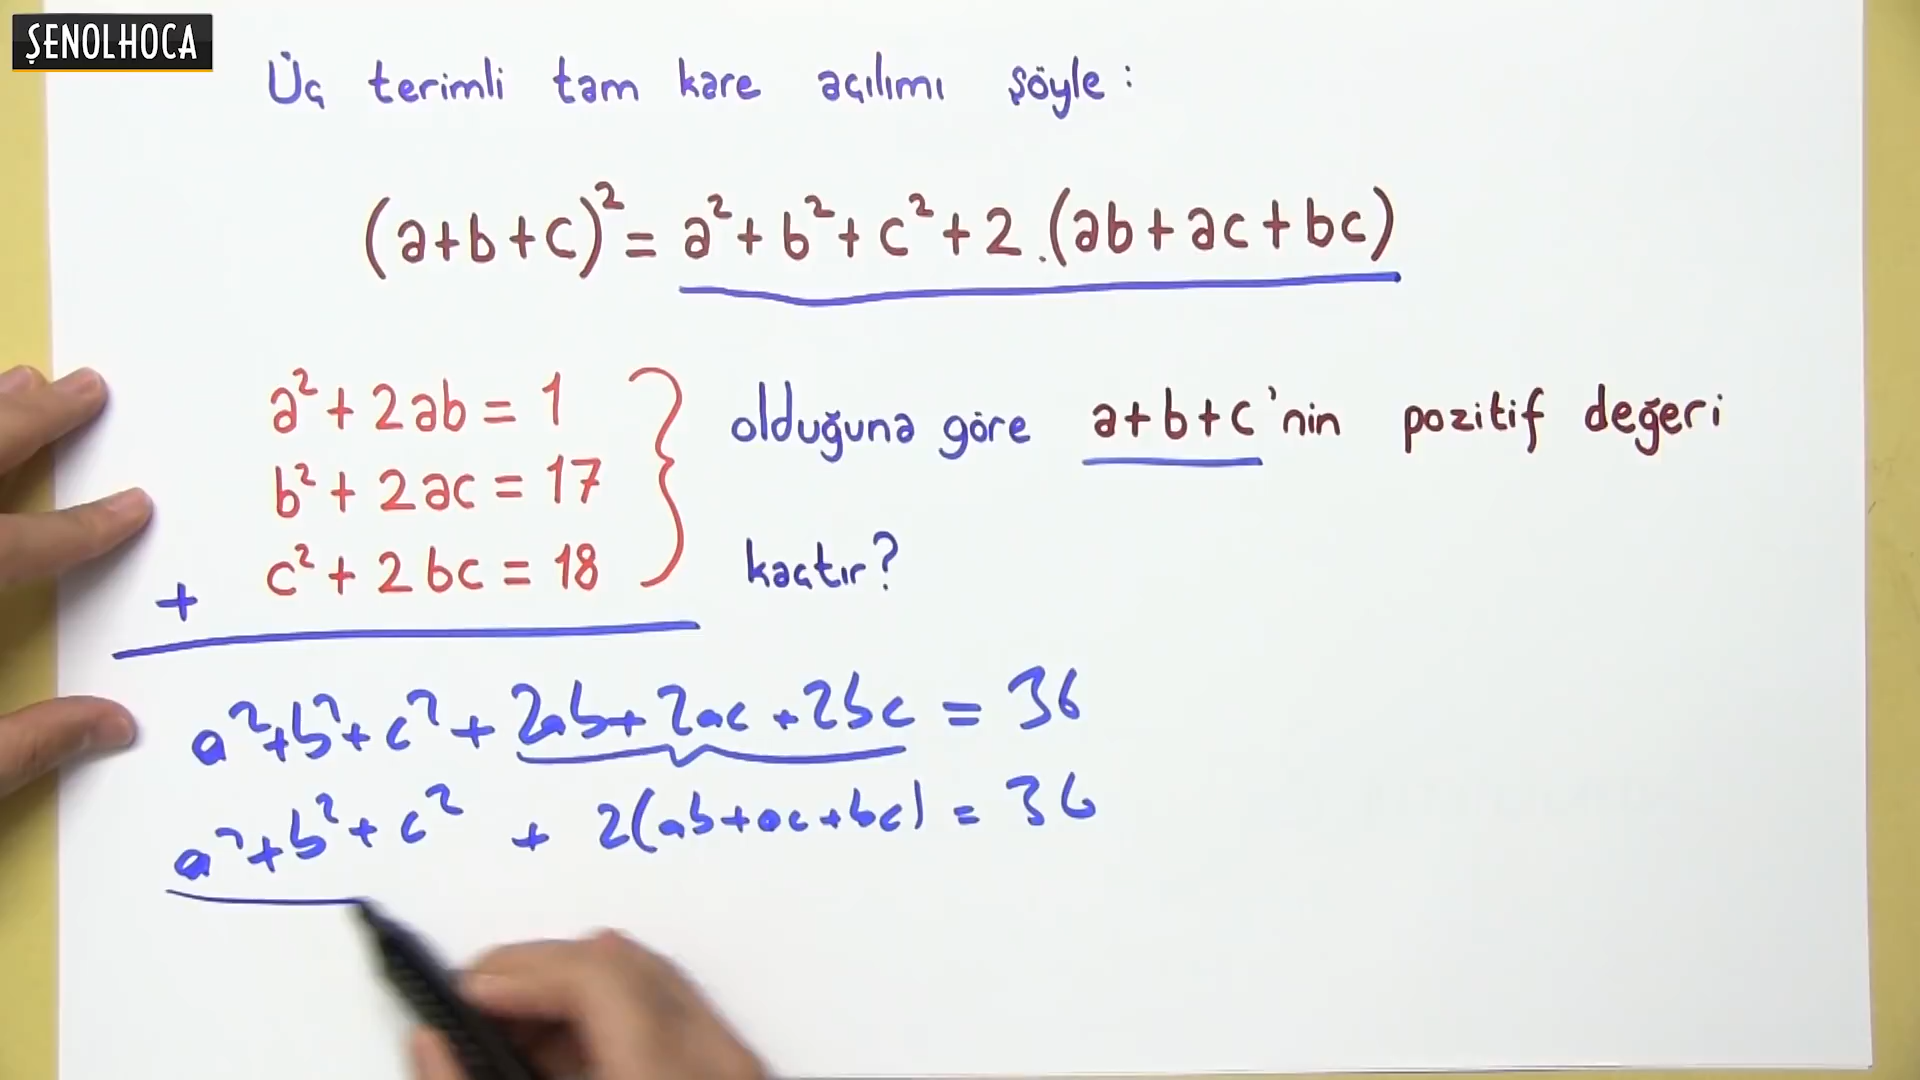 ŞENOLHOCA
Üç terimli tam kare açılımı şöyle:
(a+b+c)² = a²+b²+c²+2.(ab+ac+bc)
a²+2ab=1
b²+2ac=17
c²+2bc=18
olduğuna göre a+b+c'nin pozitif değeri
kaçtır?
+
a²+b²+c²+2ab+2ac+2bc = 36
a²+b²+c² + 2(ab+ac+bc) = 36